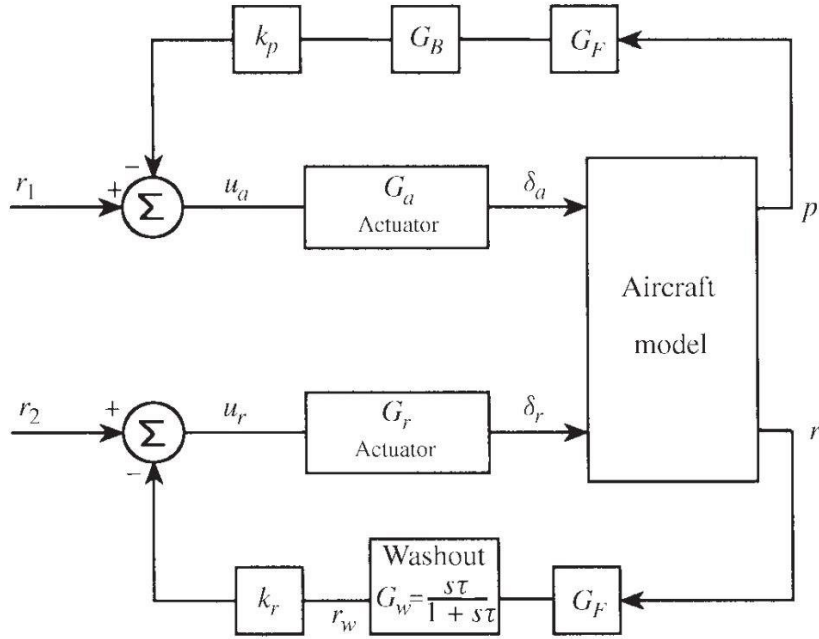 k_p
G_B
G_F
−
r_1
+
Σ
u_a
G_a
Actuator
δ_a
p
Aircraft
model
r_2
+
Σ
u_r
G_r
Actuator
δ_r
r
−
Washout
G_w = sτ / (1 + sτ)
k_r
r_w
G_F